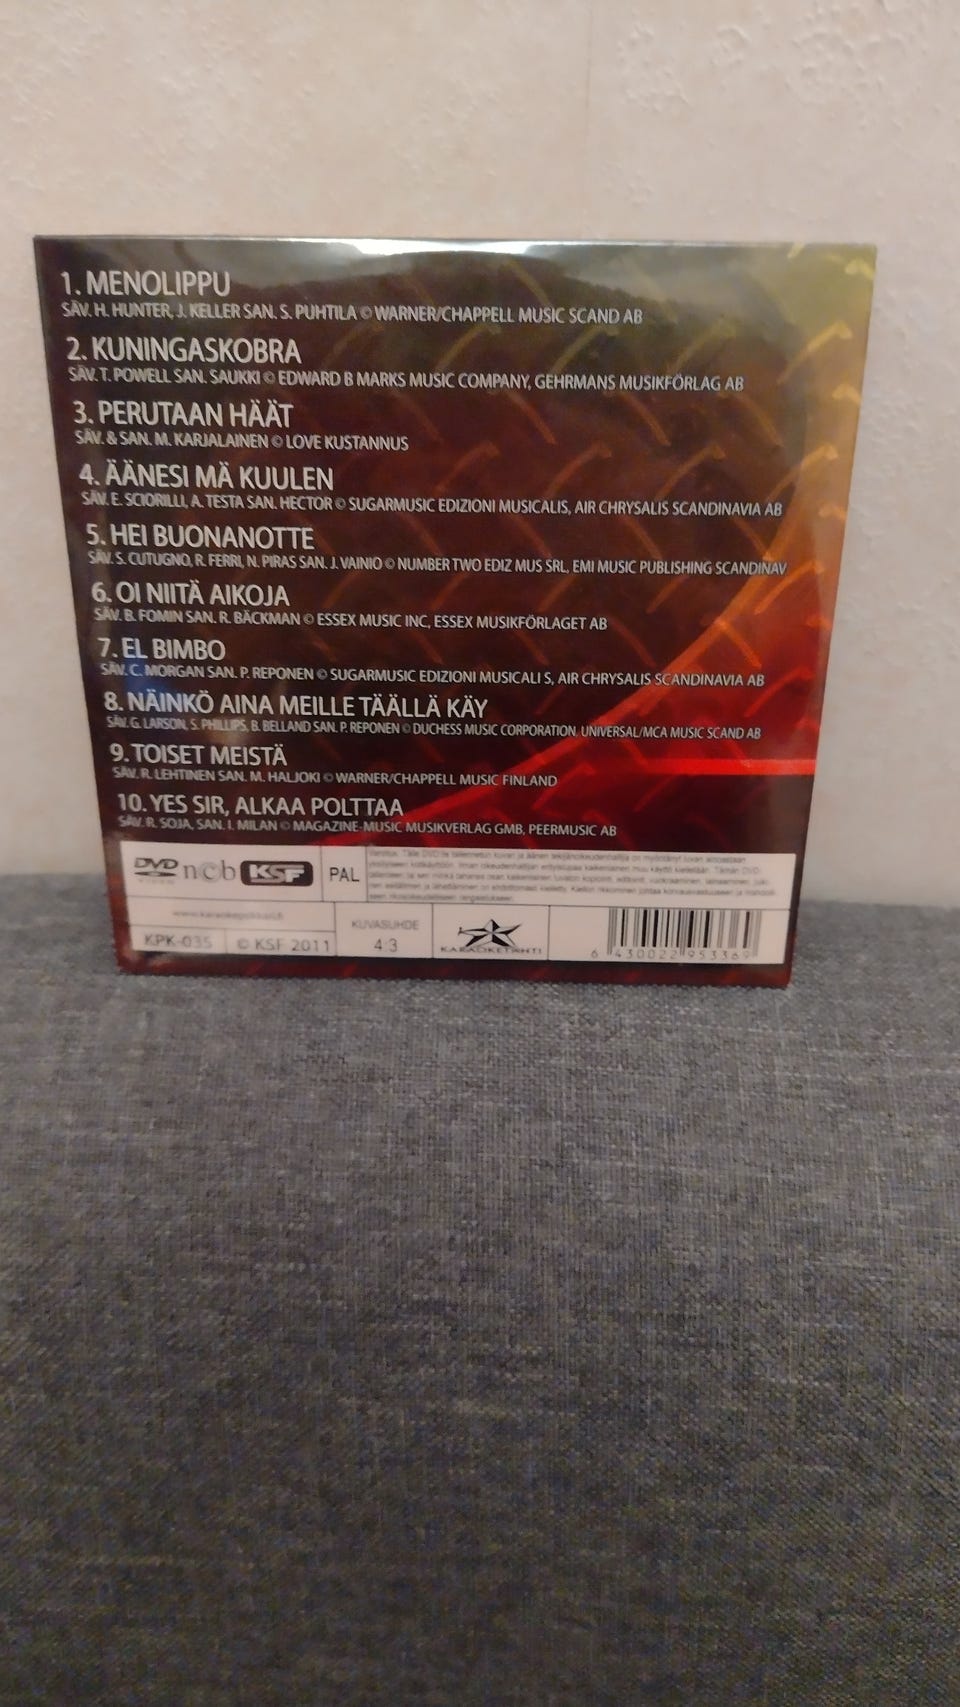 1. MENOLIPPU
SÄV. H. HUNTER, J. KELLER SAN. S. PUHTILA © WARNER/CHAPPELL MUSIC SCAND AB
2. KUNINGASKOBRA
SÄV. T. POWELL SAN. SAUKKI © EDWARD B MARKS MUSIC COMPANY, GEHRMANS MUSIKFÖRLAG AB
3. PERUTAAN HÄÄT
SÄV. & SAN. M. KARJALAINEN © LOVE KUSTANNUS
4. ÄÄNESI MÄ KUULEN
SÄV. E. SCIORILLI, A. TESTA SAN. HECTOR © SUGARMUSIC EDIZIONI MUSICALIS, AIR CHRYSALIS SCANDINAVIA AB
5. HEI BUONANOTTE
SÄV. S. CUTUGNO, R. FERRI, N. PIRAS SAN. J. VAINIO © NUMBER TWO EDIZ MUS SRL, EMI MUSIC PUBLISHING SCANDINAV
6. OI NIITÄ AIKOJA
SÄV. B. FOMIN SAN. R. BÄCKMAN © ESSEX MUSIC INC, ESSEX MUSIKFÖRLAGET AB
7. EL BIMBO
SÄV. C. MORGAN SAN. P. REPONEN © SUGARMUSIC EDIZIONI MUSICALI S, AIR CHRYSALIS SCANDINAVIA AB
8. NÄINKÖ AINA MEILLE TÄÄLLÄ KÄY
SÄV. G. LARSON, S. PHILLIPS, B. BELLAND SAN. P. REPONEN © DUCHESS MUSIC CORPORATION, UNIVERSAL/MCA MUSIC SCAND AB
9. TOISET MEISTÄ
SÄV. R. LEHTINEN SAN. M. HALJOKI © WARNER/CHAPPELL MUSIC FINLAND
10. YES SIR, ALKAA POLTTAA
SÄV. R. SOJA, SAN. I. MILAN © MAGAZINE-MUSIC MUSIKVERLAG GMB, PEERMUSIC AB
DVD VIDEO n©b KSF PAL
KPK-035 © KSF 2011
KUVASUHDE
4:3
KARAOKETÄHTI
6 430022 953369